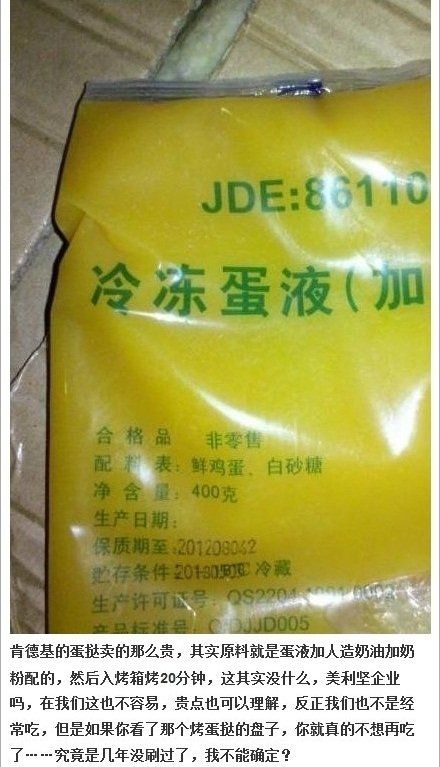 JDE:86110
冷冻蛋液(加
合格品 非零售
配料表：鲜鸡蛋、白砂糖
净含量：400克
生产日期：
保质期至:
贮存条件: 冷藏
生产许可证号：
产品标准号
肯德基的蛋挞卖的那么贵，其实原料就是蛋液加人造奶油加奶
粉配的，然后入烤箱烤20分钟，这其实没什么，美利坚企业
吗，在我们这也不容易，贵点也可以理解，反正我们也不是经
常吃，但是如果你看了那个烤蛋挞的盘子，你就真的不想再吃
了……究竟是几年没刷过了，我不能确定？